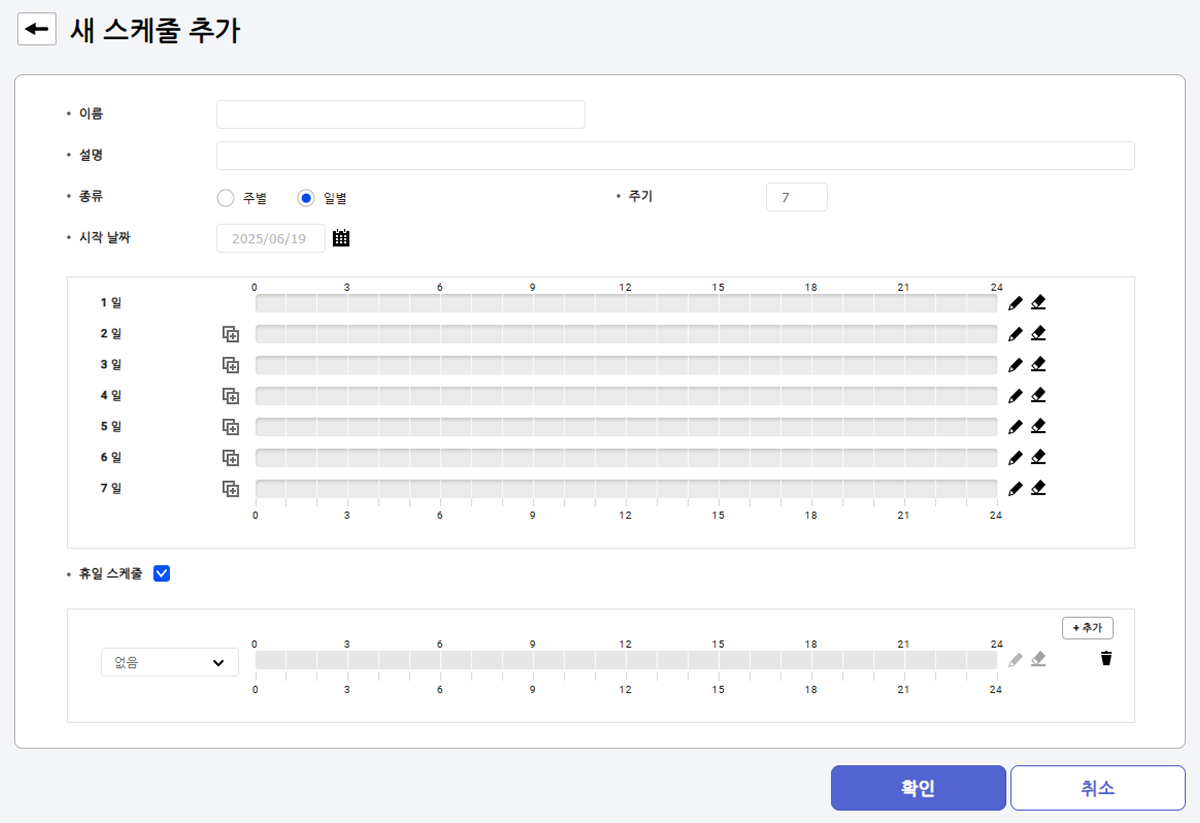 새 스케줄 추가
• 이름
• 설명
• 종류 주별 일별 • 주기 7
• 시작 날짜 2025/06/19
0 3 6 9 12 15 18 21 24
1 일
2 일
3 일
4 일
5 일
6 일
7 일
0 3 6 9 12 15 18 21 24
• 휴일 스케줄
+ 추가
0 3 6 9 12 15 18 21 24
없음
0 3 6 9 12 15 18 21 24
확인 취소